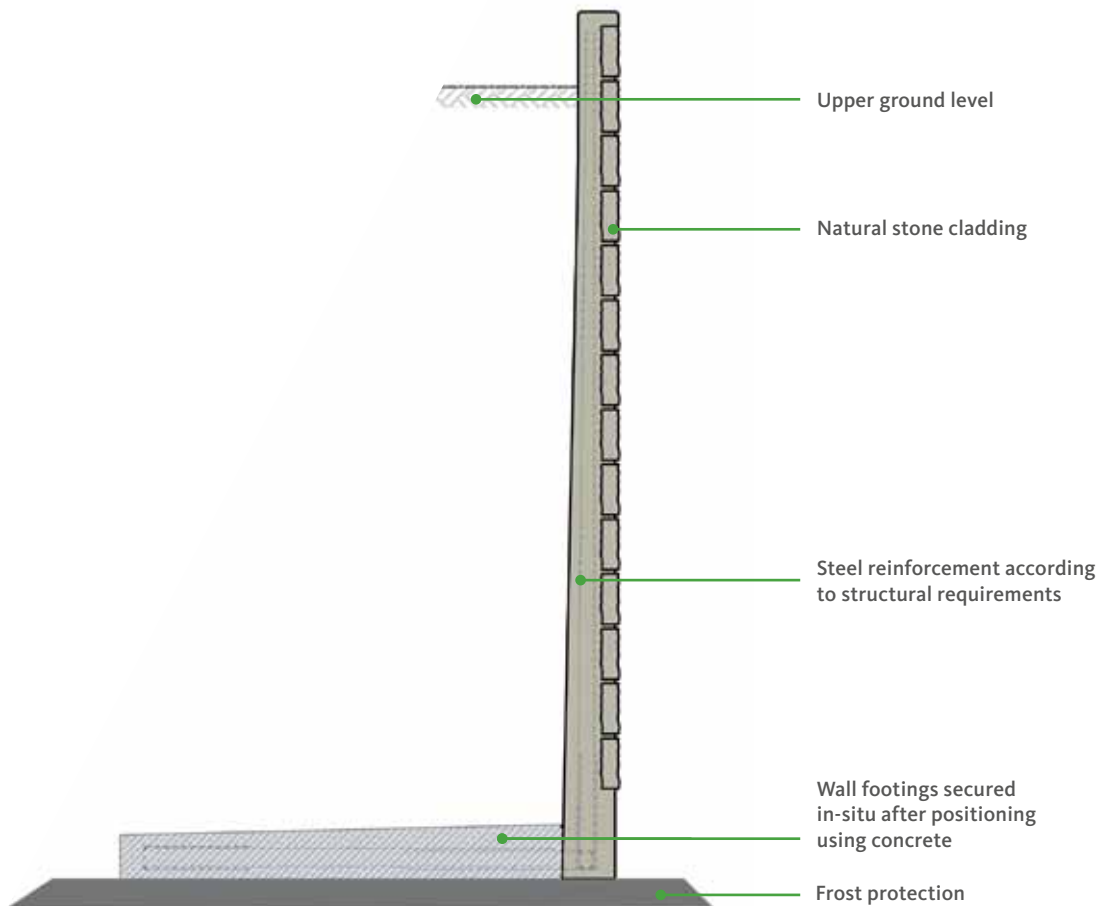 Upper ground level
Natural stone cladding
Steel reinforcement according
to structural requirements
Wall footings secured
in-situ after positioning
using concrete
Frost protection